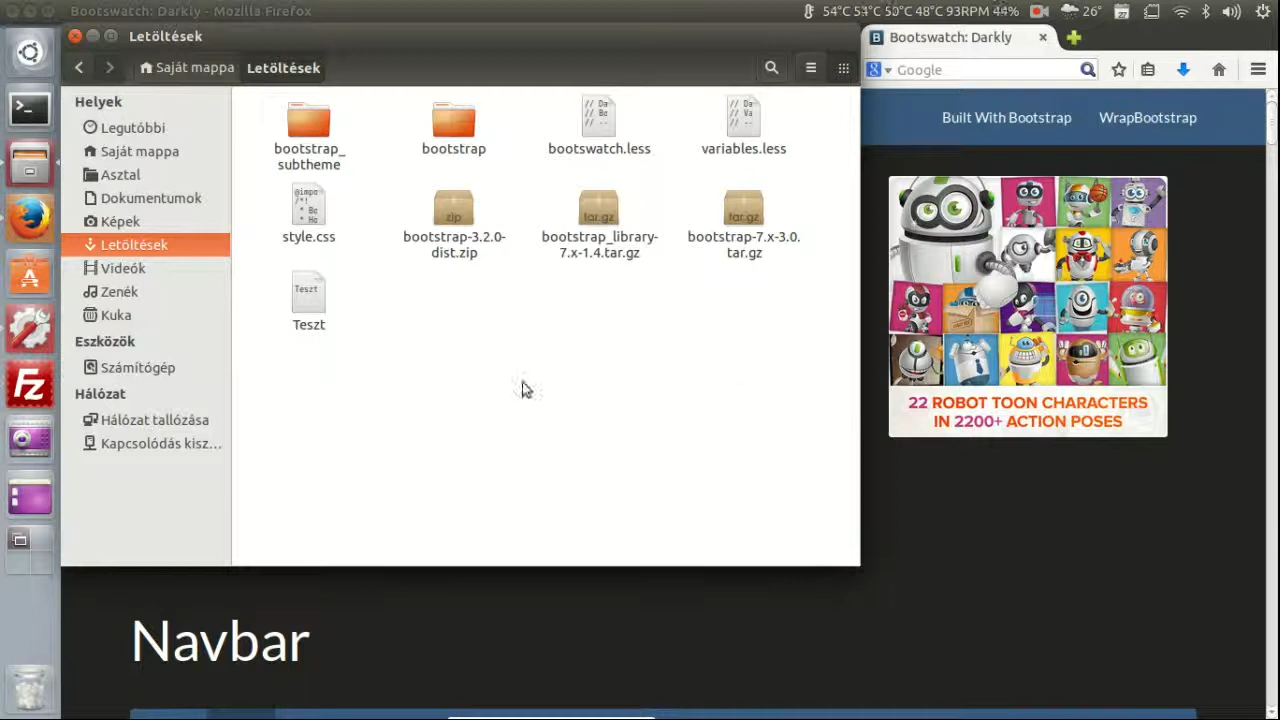 Bootswatch: Darkly - Mozilla Firefox
54°C 54°C 50°C 48°C 93RPM 44% 26°
Letöltések
Bootswatch: Darkly
Saját mappa Letöltések
Google
Helyek
Legutóbbi
Saját mappa
Asztal
Dokumentumok
Képek
Letöltések
Videók
Zenék
Kuka
Eszközök
Számítógép
Hálózat
Hálózat tallózása
Kapcsolódás kisz...
bootstrap_
subtheme
bootstrap
bootswatch.less
variables.less
style.css
bootstrap-3.2.0-
dist.zip
bootstrap_library-
7.x-1.4.tar.gz
bootstrap-7.x-3.0.
tar.gz
Teszt
Teszt
zip
tar.gz
tar.gz
Built With Bootstrap WrapBootstrap
22 ROBOT TOON CHARACTERS
IN 2200+ ACTION POSES
Navbar